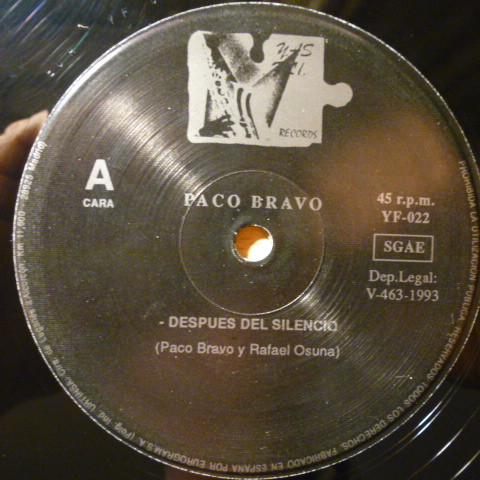 RECORDS
A
CARA
PACO BRAVO
45 r.p.m.
YF-022
SGAE
Dep.Legal:
V-463-1993
- DESPUES DEL SILENCIO
(Paco Bravo y Rafael Osuna)
PROHIBIDA LA UTILIZACION PUBLICA. RESERVADOS TODOS LOS DERECHOS. FABRICADO EN ESPAÑA POR EUROGRAM,S.A.